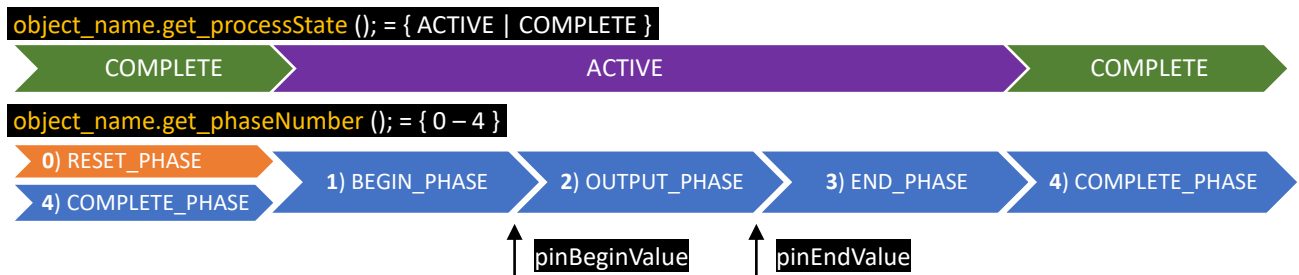 object_name.get_processState (); = { ACTIVE | COMPLETE }
COMPLETE ACTIVE COMPLETE
object_name.get_phaseNumber (); = { 0 – 4 }
0) RESET_PHASE
4) COMPLETE_PHASE
1) BEGIN_PHASE 2) OUTPUT_PHASE 3) END_PHASE 4) COMPLETE_PHASE
pinBeginValue pinEndValue